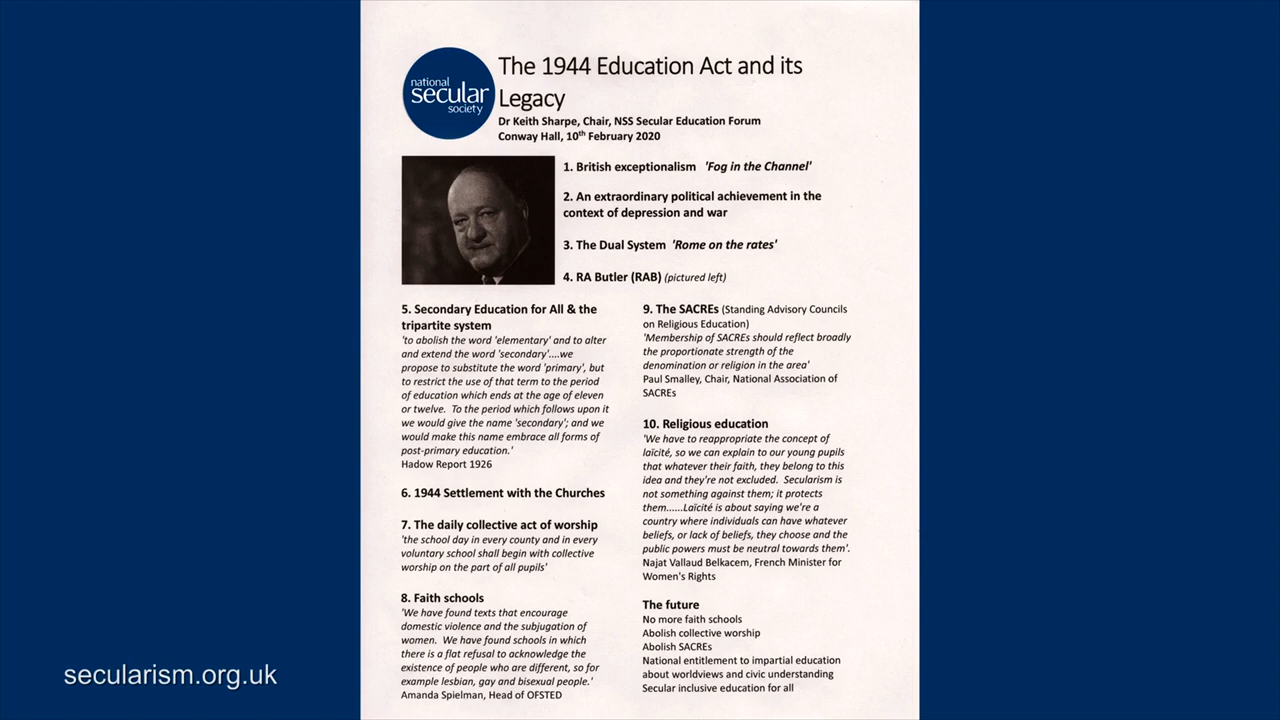 national
secular
society
The 1944 Education Act and its
Legacy
Dr Keith Sharpe, Chair, NSS Secular Education Forum
Conway Hall, 10th February 2020
1. British exceptionalism 'Fog in the Channel'
2. An extraordinary political achievement in the
context of depression and war
3. The Dual System 'Rome on the rates'
4. RA Butler (RAB) (pictured left)
5. Secondary Education for All & the
tripartite system
'to abolish the word 'elementary' and to alter
and extend the word 'secondary'....we
propose to substitute the word 'primary', but
to restrict the use of that term to the period
of education which ends at the age of eleven
or twelve. To the period which follows upon it
we would give the name 'secondary'; and we
would make this name embrace all forms of
post-primary education.'
Hadow Report 1926
6. 1944 Settlement with the Churches
7. The daily collective act of worship
'the school day in every county and in every
voluntary school shall begin with collective
worship on the part of all pupils'
8. Faith schools
'We have found texts that encourage
domestic violence and the subjugation of
women. We have found schools in which
there is a flat refusal to acknowledge the
existence of people who are different, so for
example lesbian, gay and bisexual people.'
Amanda Spielman, Head of OFSTED
9. The SACREs (Standing Advisory Councils
on Religious Education)
'Membership of SACREs should reflect broadly
the proportionate strength of the
denomination or religion in the area'
Paul Smalley, Chair, National Association of
SACREs
10. Religious education
'We have to reappropriate the concept of
laïcité, so we can explain to our young pupils
that whatever their faith, they belong to this
idea and they're not excluded. Secularism is
not something against them; it protects
them......Laïcité is about saying we're a
country where individuals can have whatever
beliefs, or lack of beliefs, they choose and the
public powers must be neutral towards them'.
Najat Vallaud Belkacem, French Minister for
Women's Rights
The future
No more faith schools
Abolish collective worship
Abolish SACREs
National entitlement to impartial education
about worldviews and civic understanding
Secular inclusive education for all
secularism.org.uk